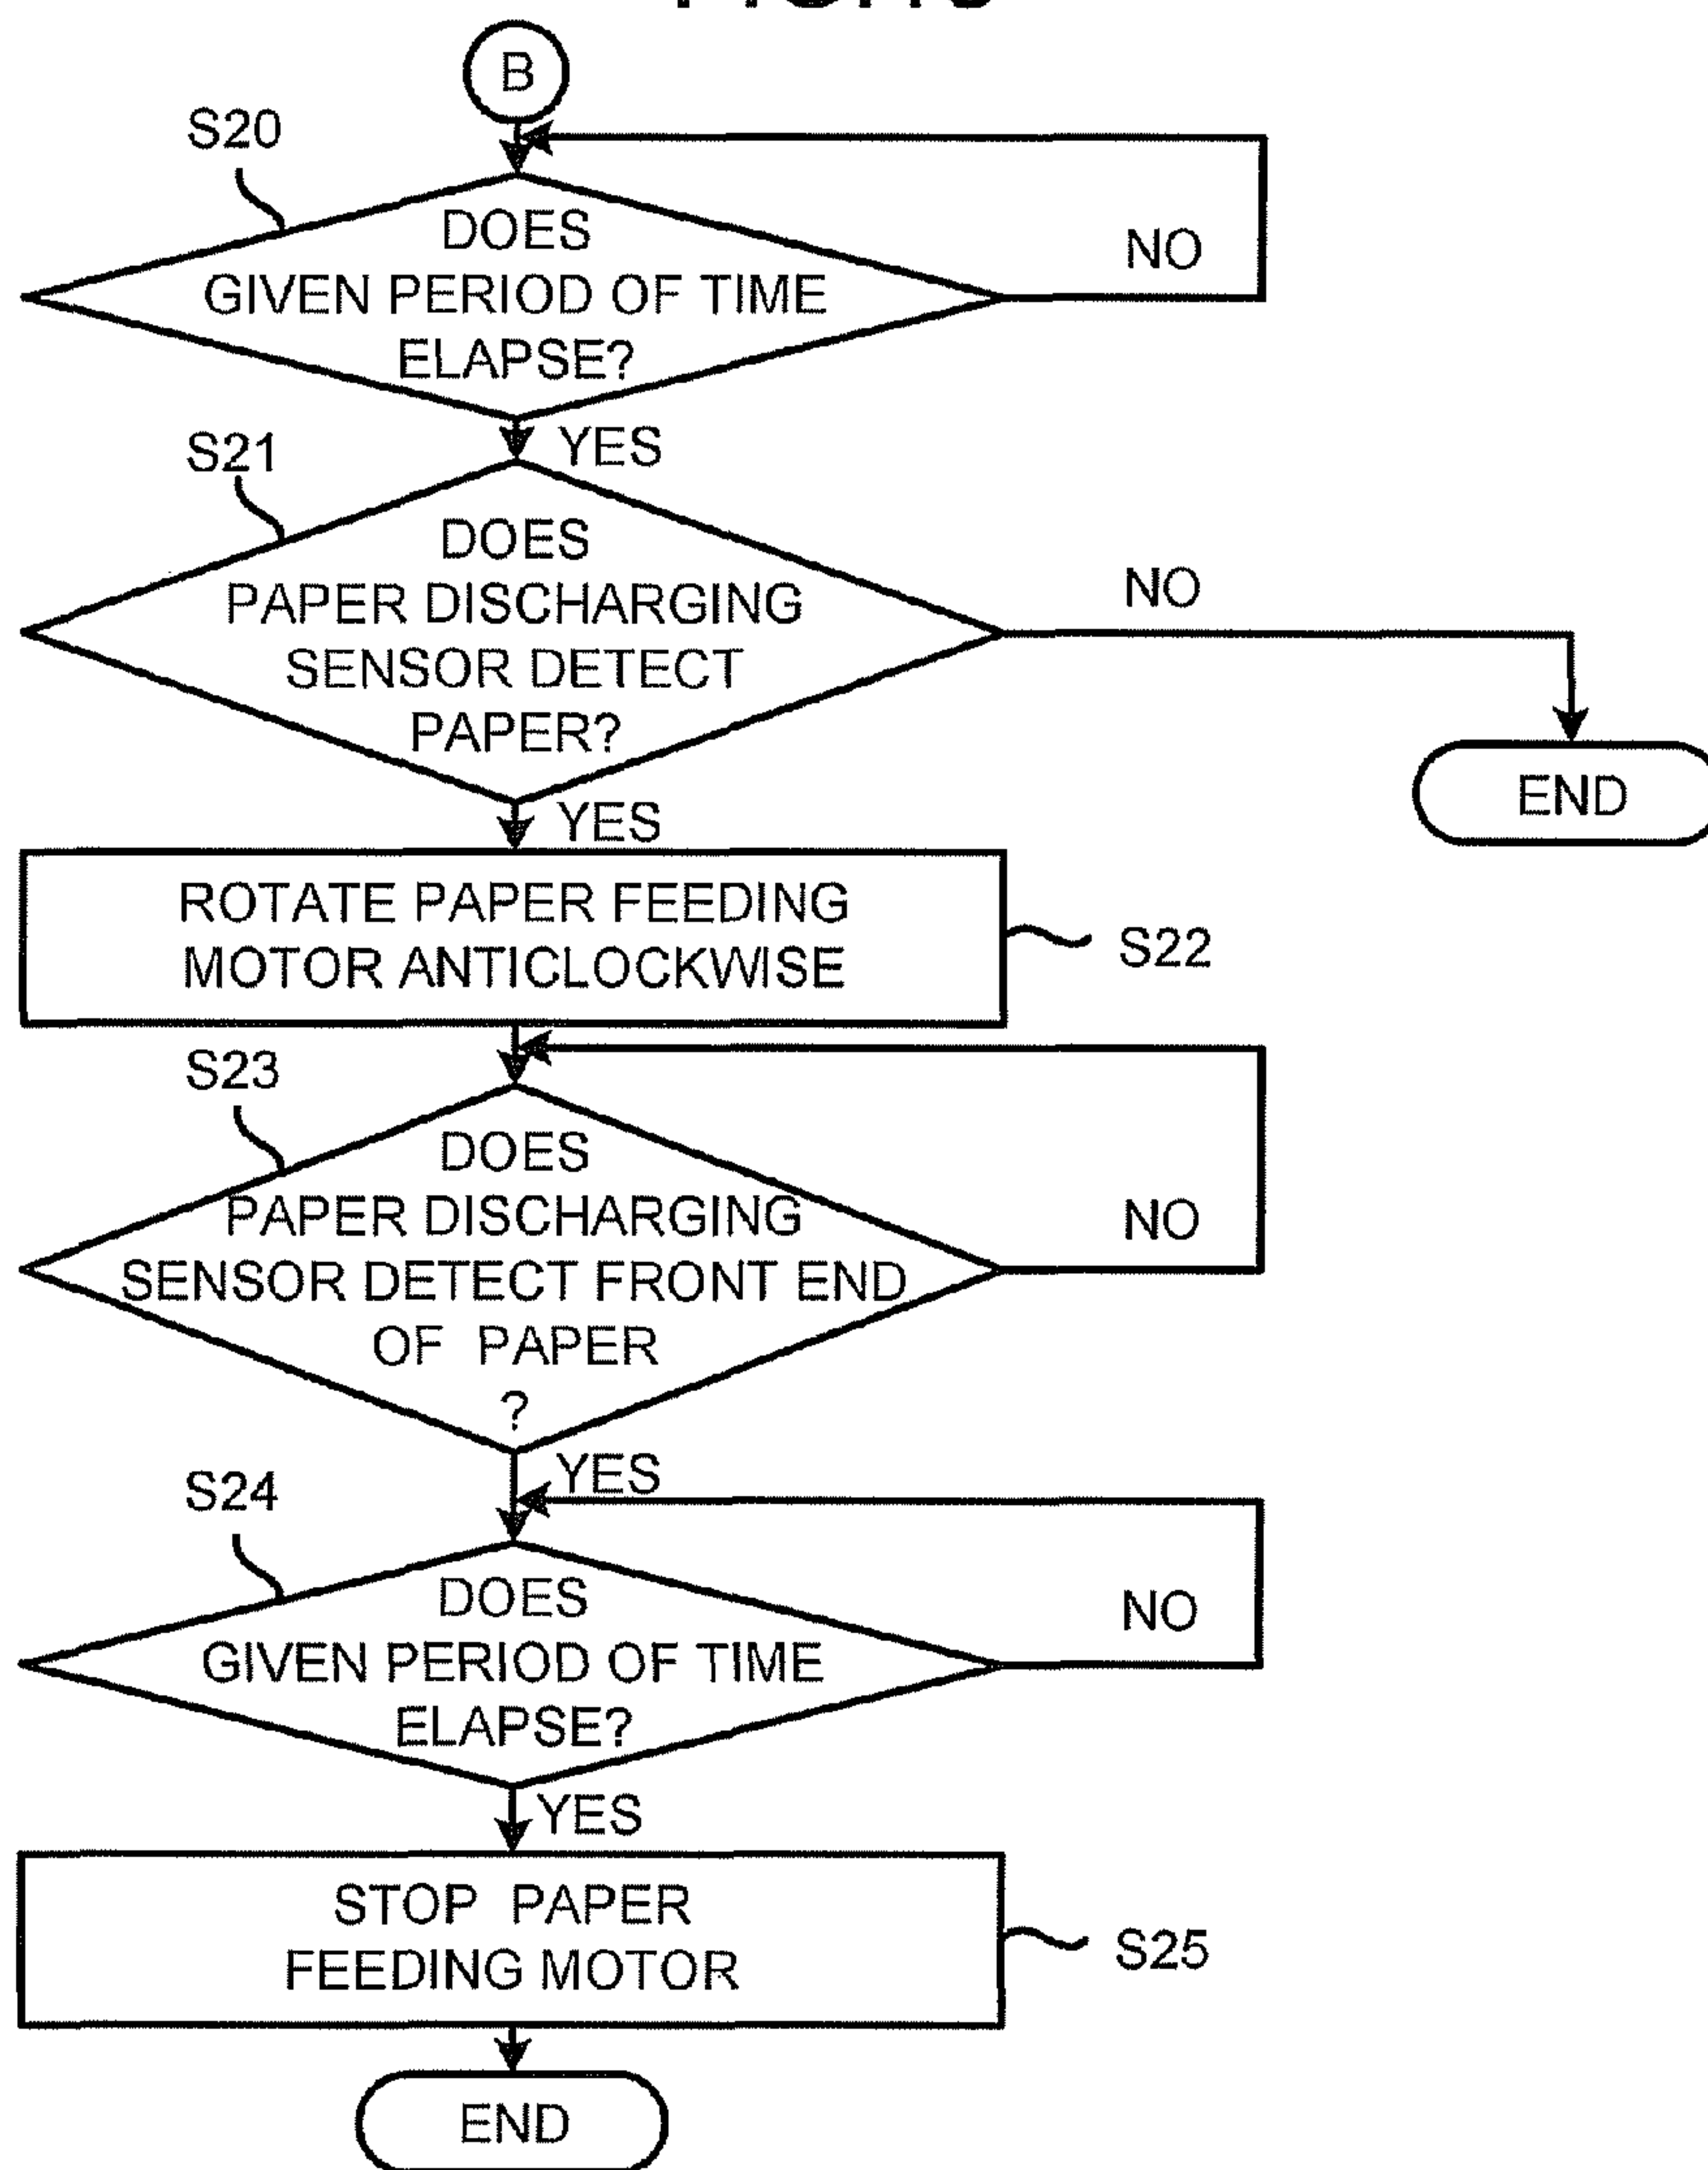 B
S20
DOES
GIVEN PERIOD OF TIME
ELAPSE?
NO
YES
S21
DOES
PAPER DISCHARGING
SENSOR DETECT
PAPER?
NO
END
YES
ROTATE PAPER FEEDING
MOTOR ANTICLOCKWISE
S22
S23
DOES
PAPER DISCHARGING
SENSOR DETECT FRONT END
OF PAPER
?
NO
YES
S24
DOES
GIVEN PERIOD OF TIME
ELAPSE?
NO
YES
STOP PAPER
FEEDING MOTOR
S25
END